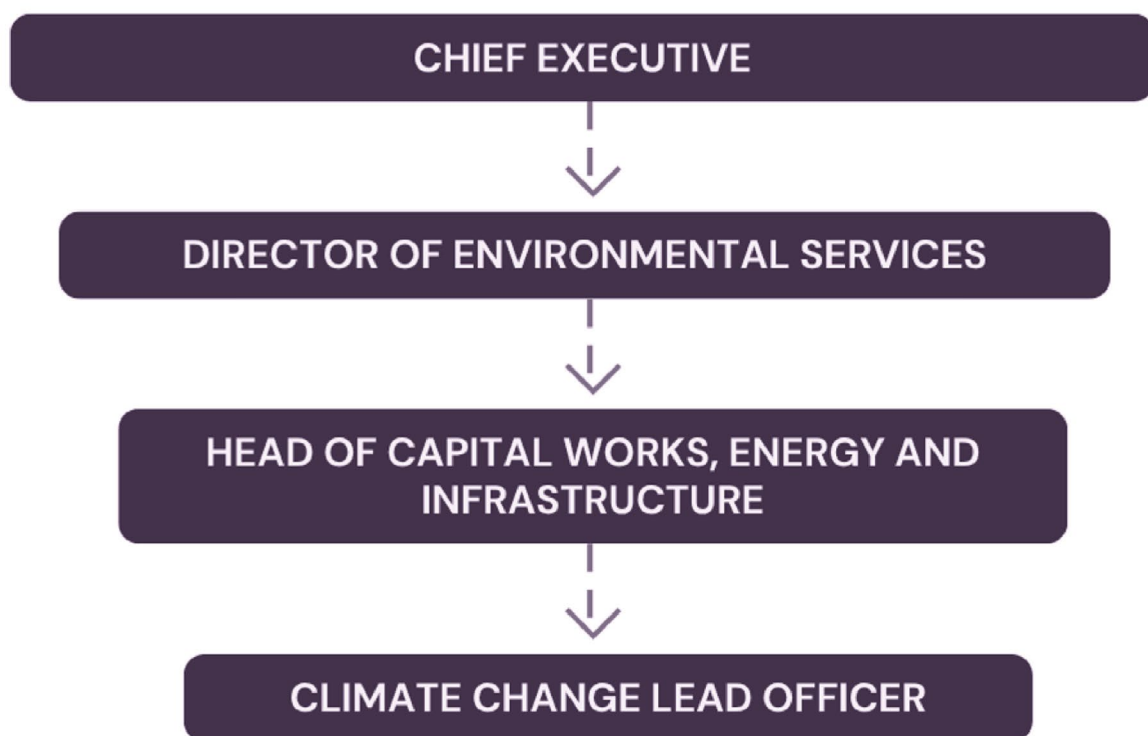 CHIEF EXECUTIVE
DIRECTOR OF ENVIRONMENTAL SERVICES
HEAD OF CAPITAL WORKS, ENERGY AND
INFRASTRUCTURE
CLIMATE CHANGE LEAD OFFICER